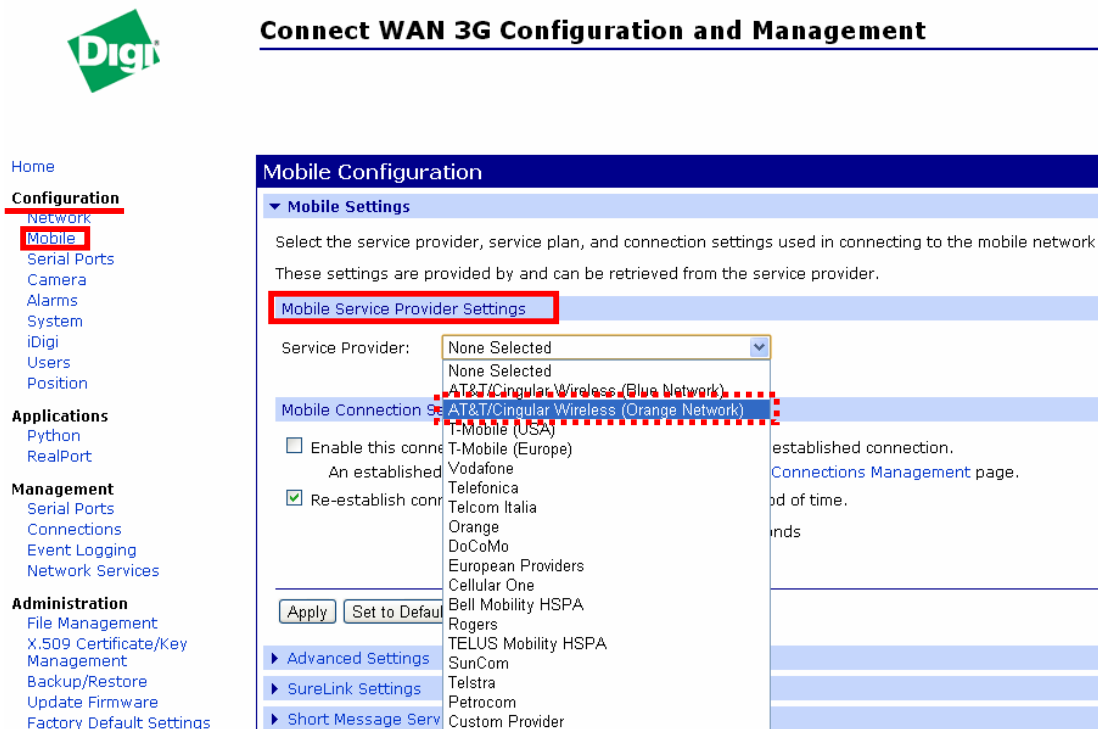 Digi
Connect WAN 3G Configuration and Management
Home
Configuration
Network
Mobile
Serial Ports
Camera
Alarms
System
iDigi
Users
Position
Applications
Python
RealPort
Management
Serial Ports
Connections
Event Logging
Network Services
Administration
File Management
X.509 Certificate/Key
Management
Backup/Restore
Update Firmware
Factory Default Settings
Mobile Configuration
Mobile Settings
Select the service provider, service plan, and connection settings used in connecting to the mobile network
These settings are provided by and can be retrieved from the service provider.
Mobile Service Provider Settings
Service Provider: None Selected
None Selected
AT&T/Cingular Wireless (Blue Network)
AT&T/Cingular Wireless (Orange Network)
T-Mobile (USA)
T-Mobile (Europe)
Vodafone
Telefonica
Telcom Italia
Orange
DoCoMo
European Providers
Cellular One
Bell Mobility HSPA
Rogers
TELUS Mobility HSPA
SunCom
Telstra
Petrocom
Custom Provider
Mobile Connection
Enable this established connection.
An established Connections Management page.
Re-establish of time.
Apply Set to
Advanced Settings
SureLink Settings
Short Message